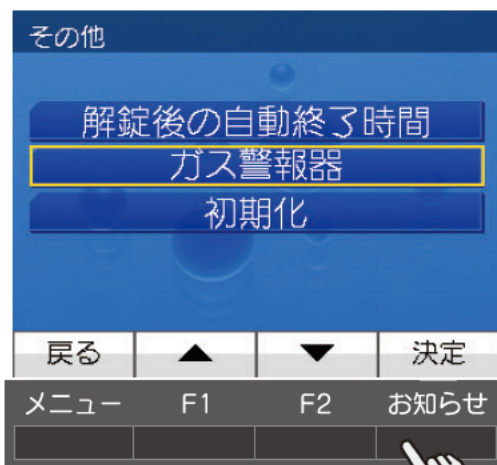 その他
解錠後の自動終了時間
ガス警報器
初期化
戻る ▲ ▼ 決定
メニュー F1 F2 お知らせ